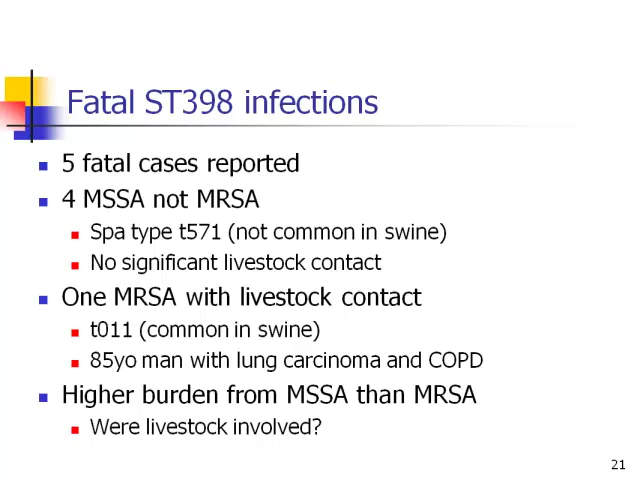 Fatal ST398 infections
5 fatal cases reported
4 MSSA not MRSA
Spa type t571 (not common in swine)
No significant livestock contact
One MRSA with livestock contact
t011 (common in swine)
85yo man with lung carcinoma and COPD
Higher burden from MSSA than MRSA
Were livestock involved?
21